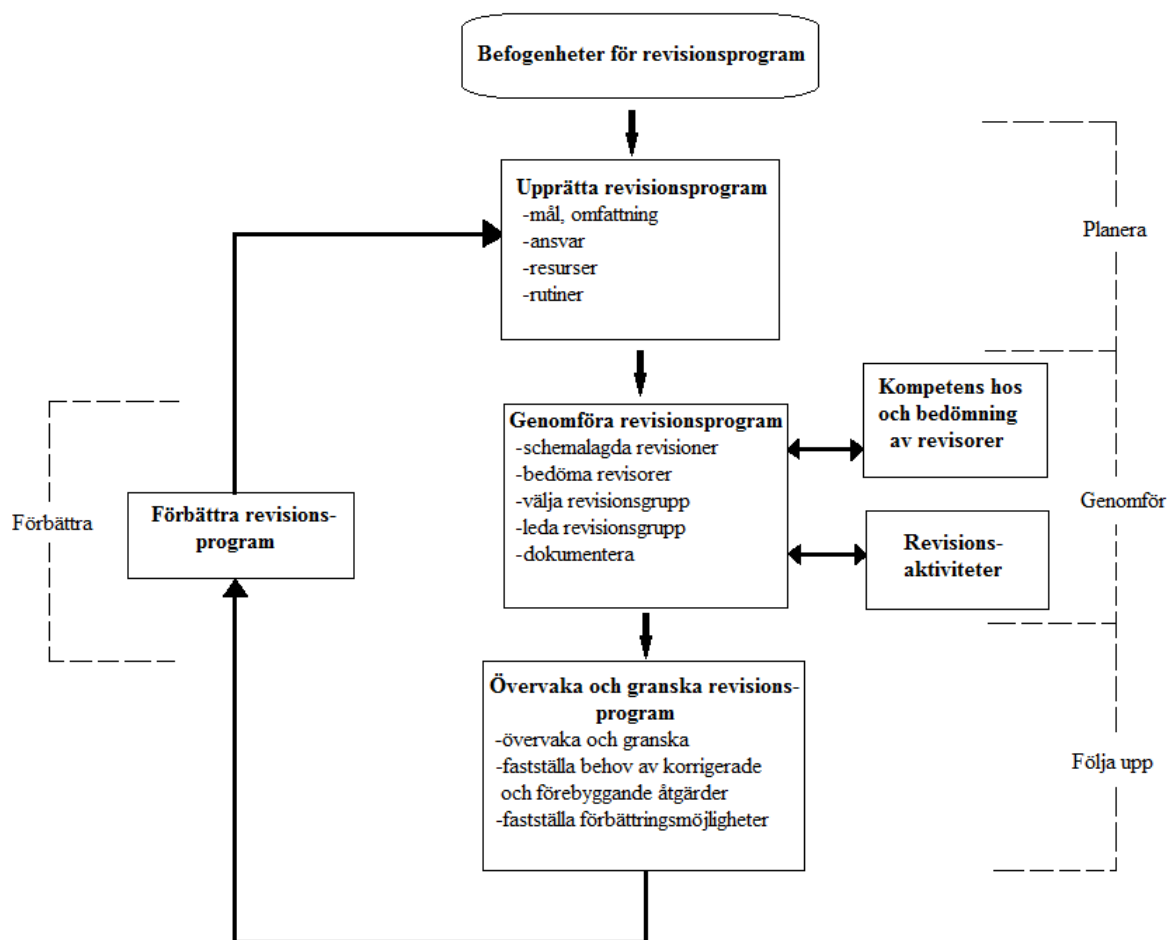 Befogenheter för revisionsprogram
Upprätta revisionsprogram
-mål, omfattning
-ansvar
-resurser
-rutiner
Planera
Genomföra revisionsprogram
-schemalagda revisioner
-bedöma revisorer
-välja revisionsgrupp
-leda revisionsgrupp
-dokumentera
Kompetens hos
och bedömning
av revisorer
Revisions-
aktiviteter
Genomför
Förbättra
Förbättra revisions-
program
Övervaka och granska revisions-
program
-övervaka och granska
-fastställa behov av korrigerade
och förebyggande åtgärder
-fastställa förbättringsmöjligheter
Följa upp